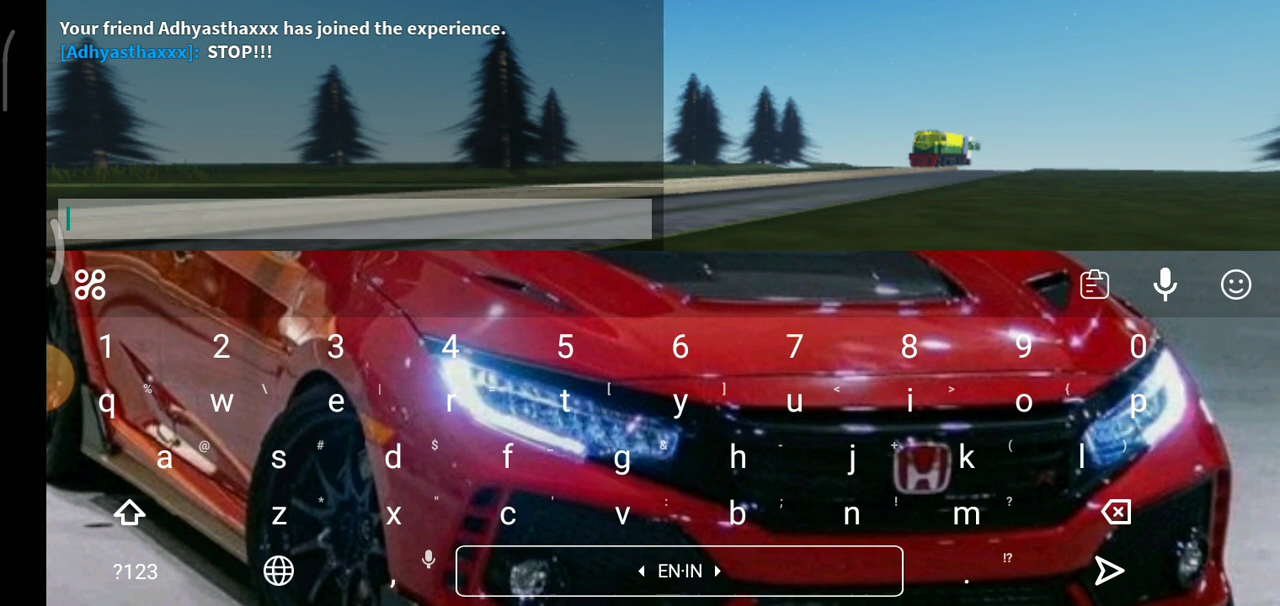 Your friend Adhyasthaxxx has joined the experience.
[Adhyasthaxxx]: STOP!!!
1 2 3 4 5 6 7 8 9 0
% \ | = [ ] < > {
q w e r t y u i o p
@ # $ _ & - + ( )
a s d f g h j k l
* " ' : ; ! ?
z x c v b n m
!?
?123 , EN·IN .